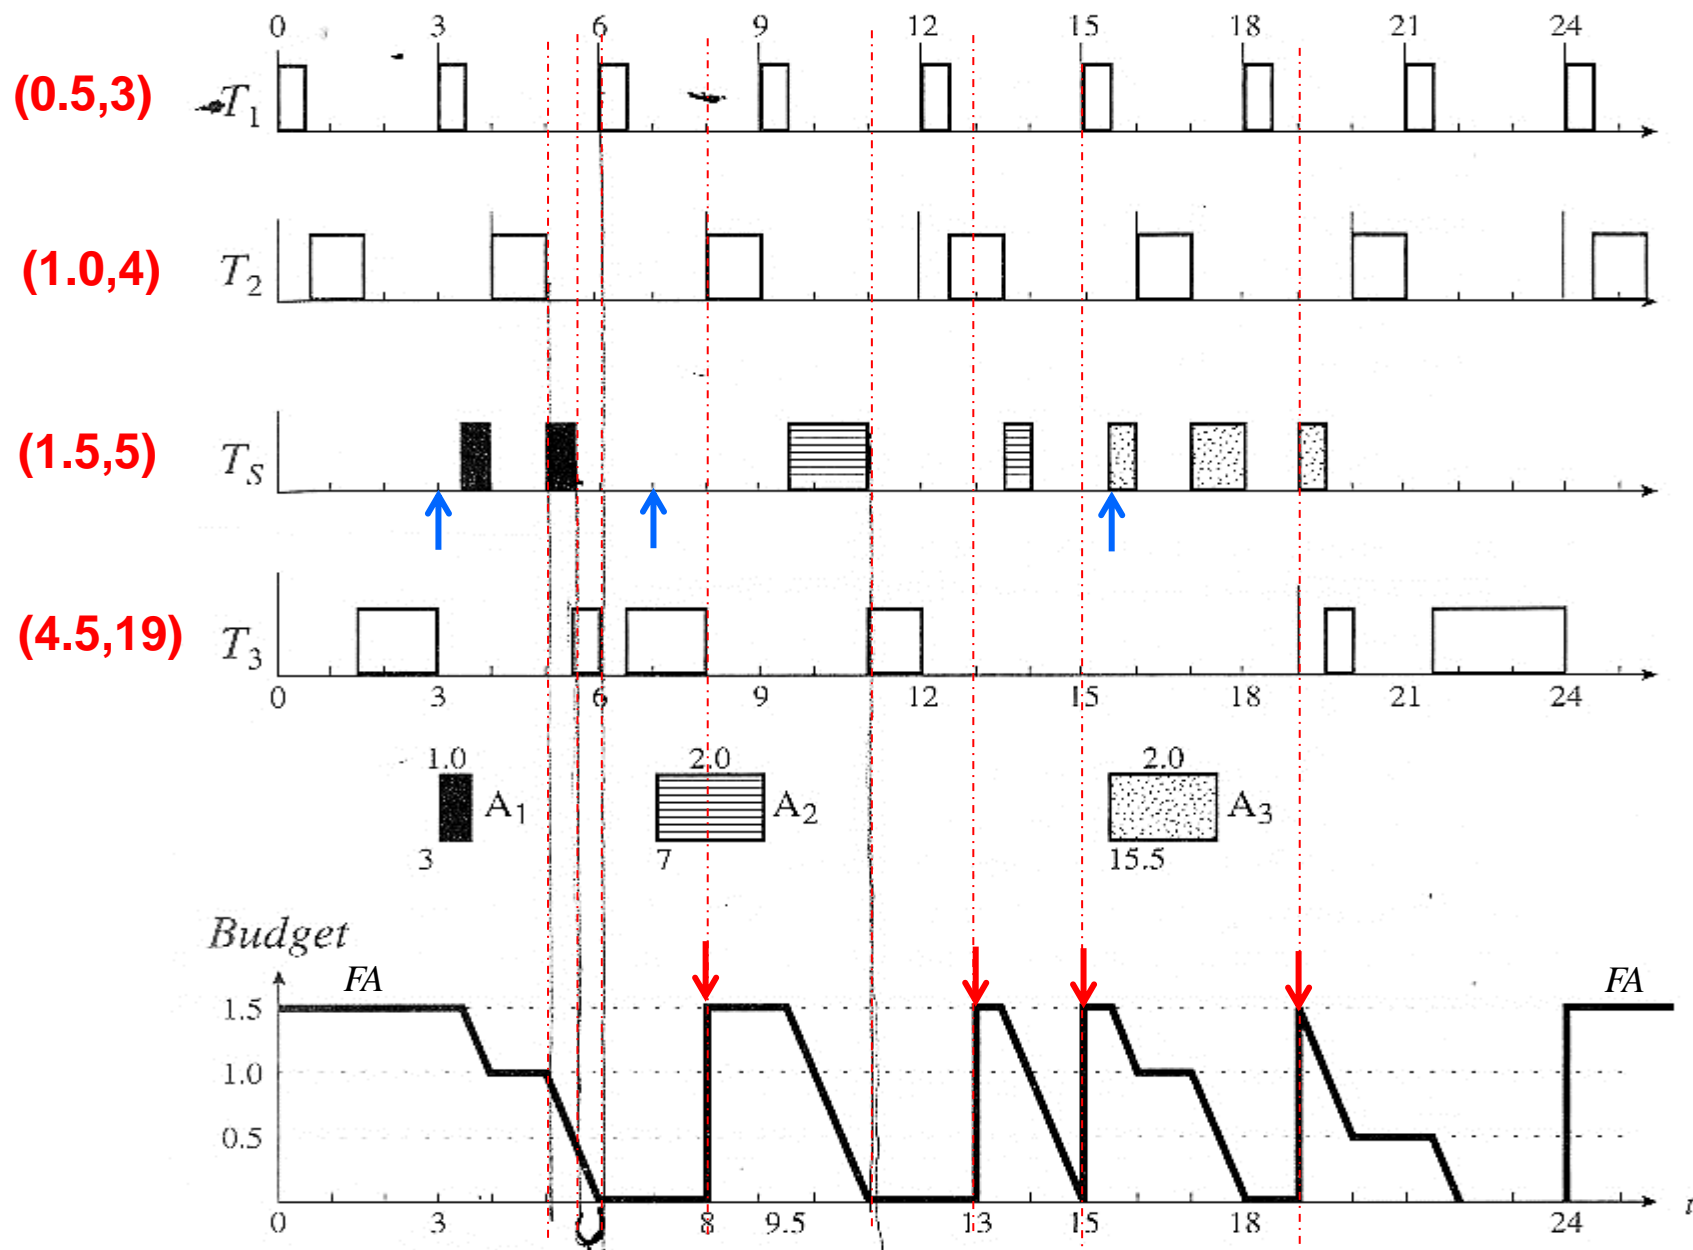 0 3 6 9 12 15 18 21 24
(0.5,3) T1
(1.0,4) T2
(1.5,5) TS
(4.5,19) T3
0 3 6 9 12 15 18 21 24
1.0 2.0 2.0
A1 A2 A3
3 7 15.5
Budget
FA FA
1.5
1.0
0.5
0 3 8 9.5 13 15 18 24 t